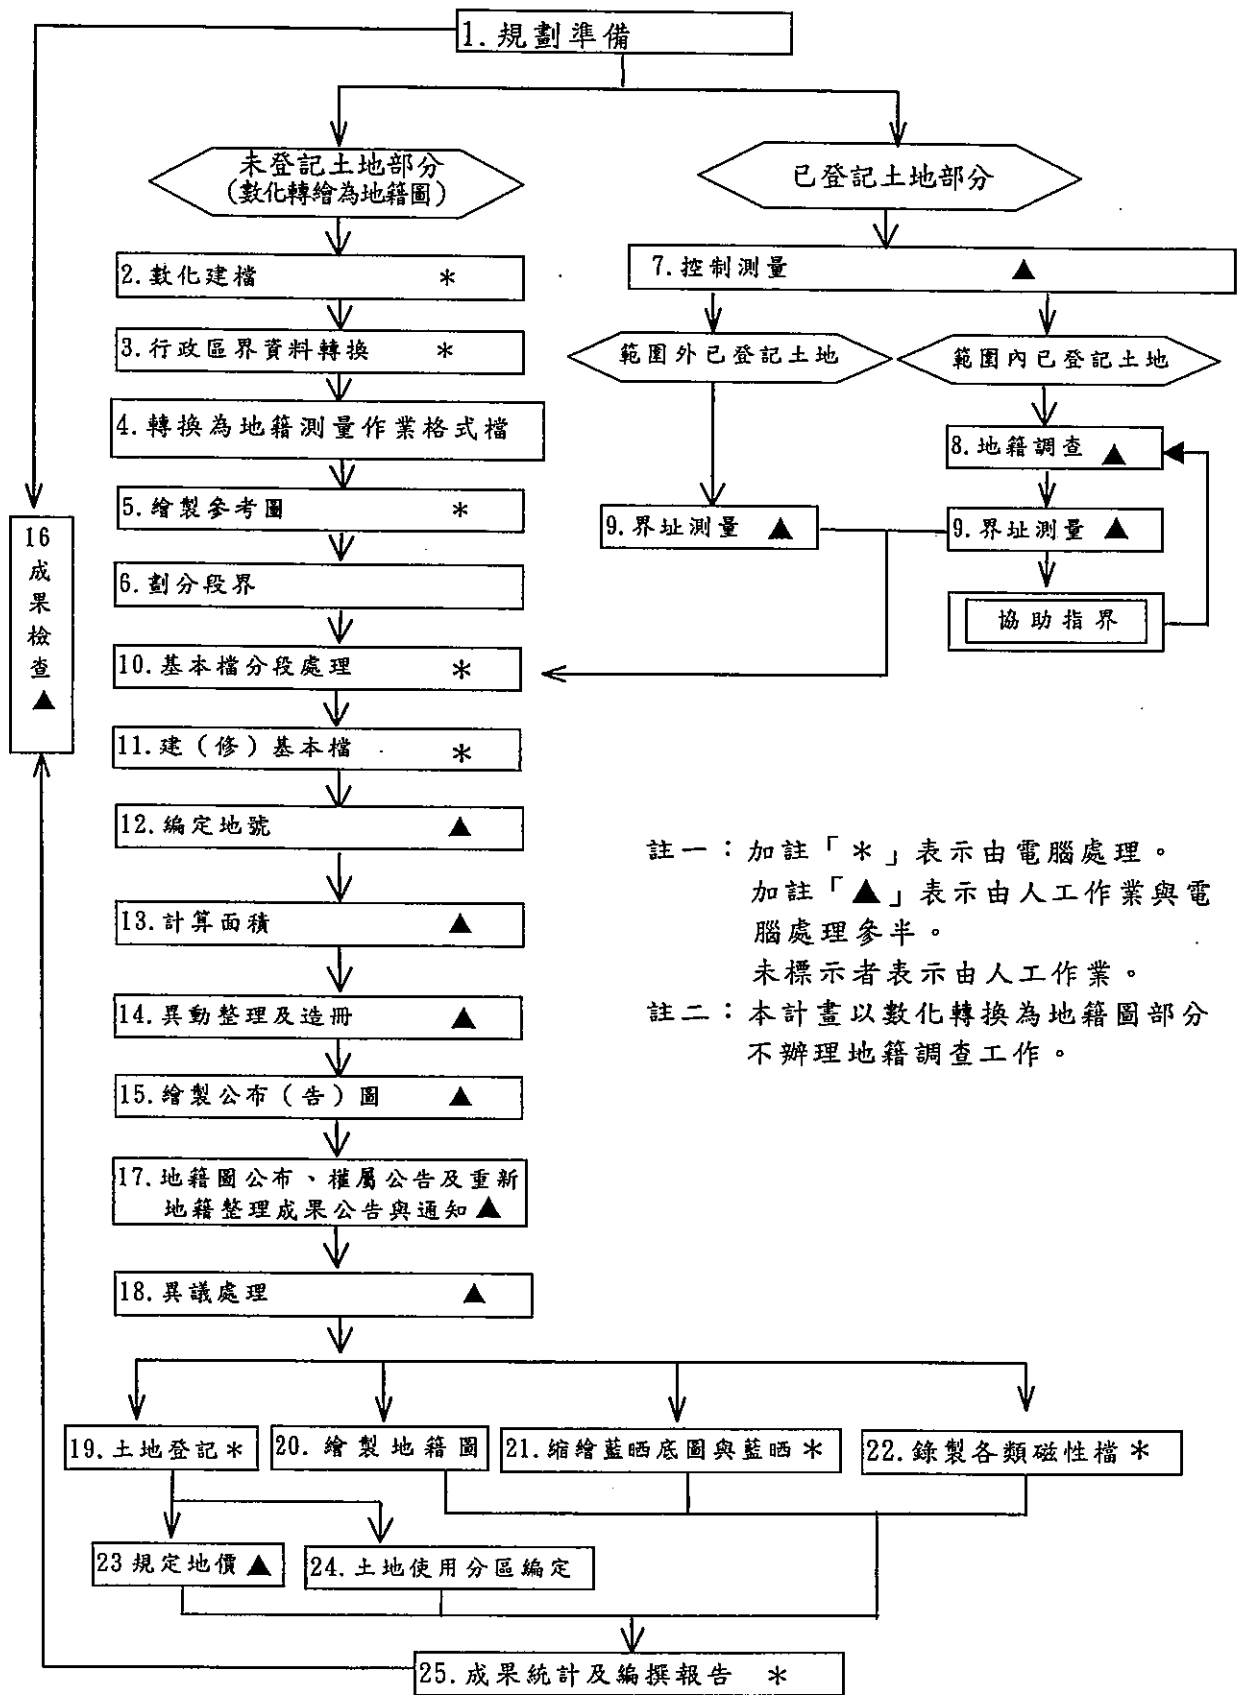 1.規劃準備
未登記土地部分
(數化轉繪為地籍圖)
已登記土地部分
2.數化建檔 *
7.控制測量 ▲
3.行政區界資料轉換 *
範圍外已登記土地
範圍內已登記土地
4.轉換為地籍測量作業格式檔
8.地籍調查 ▲
5.繪製參考圖 *
9.界址測量 ▲
9.界址測量 ▲
16
成
果
檢
查
▲
6.劃分段界
協助指界
10.基本檔分段處理 *
11.建(修)基本檔 *
12.編定地號 ▲
註一：加註「*」表示由電腦處理。
加註「▲」表示由人工作業與電
腦處理參半。
未標示者表示由人工作業。
註二：本計畫以數化轉換為地籍圖部分
不辦理地籍調查工作。
13.計算面積 ▲
14.異動整理及造冊 ▲
15.繪製公布(告)圖 ▲
17.地籍圖公布、權屬公告及重新
地籍整理成果公告與通知▲
18.異議處理 ▲
19.土地登記*
20.繪製地籍圖
21.縮繪藍晒底圖與藍晒*
22.錄製各類磁性檔*
23規定地價▲
24.土地使用分區編定
25.成果統計及編撰報告 *